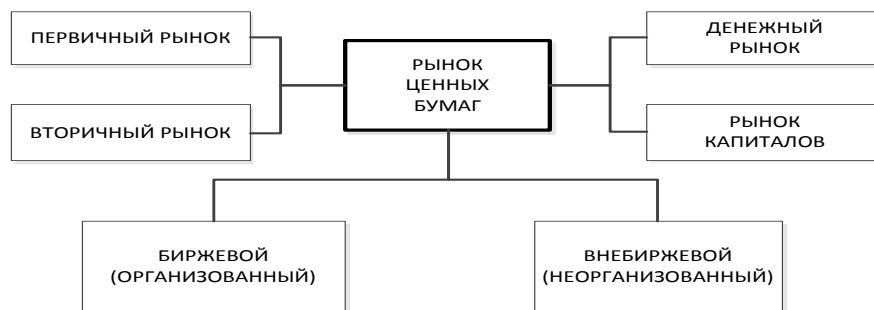 ПЕРВИЧНЫЙ РЫНОК
ВТОРИЧНЫЙ РЫНОК
РЫНОК
ЦЕННЫХ
БУМАГ
ДЕНЕЖНЫЙ
РЫНОК
РЫНОК
КАПИТАЛОВ
БИРЖЕВОЙ
(ОРГАНИЗОВАННЫЙ)
ВНЕБИРЖЕВОЙ
(НЕОРГАНИЗОВАННЫЙ)